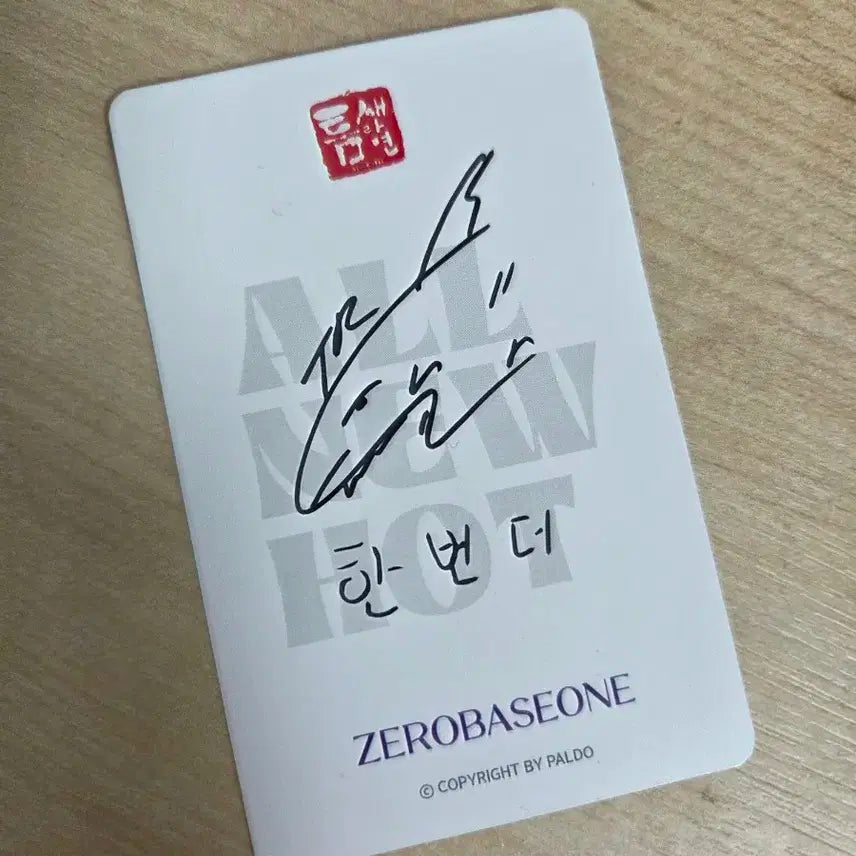 틈새라면
ALL
NEW
HOT
한 번 더
ZEROBASEONE
© COPYRIGHT BY PALDO